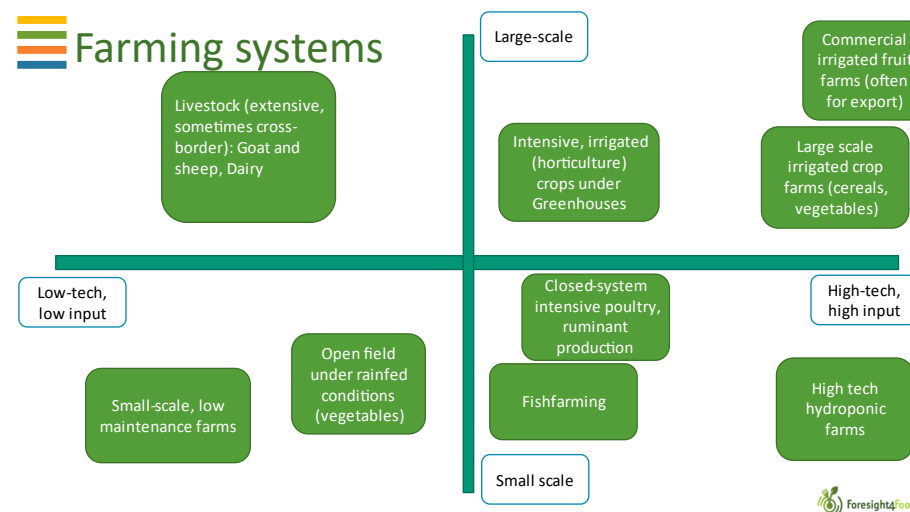 Farming systems
Large-scale
Commercial
irrigated fruit
farms (often
for export)
Livestock (extensive,
sometimes cross-
border): Goat and
sheep, Dairy
Intensive, irrigated
(horticulture)
crops under
Greenhouses
Large scale
irrigated crop
farms (cereals,
vegetables)
Low-tech,
low input
High-tech,
high input
Closed-system
intensive poultry,
ruminant
production
Open field
under rainfed
conditions
(vegetables)
Small-scale, low
maintenance farms
Fishfarming
High tech
hydroponic
farms
Small scale
Foresight4Foo